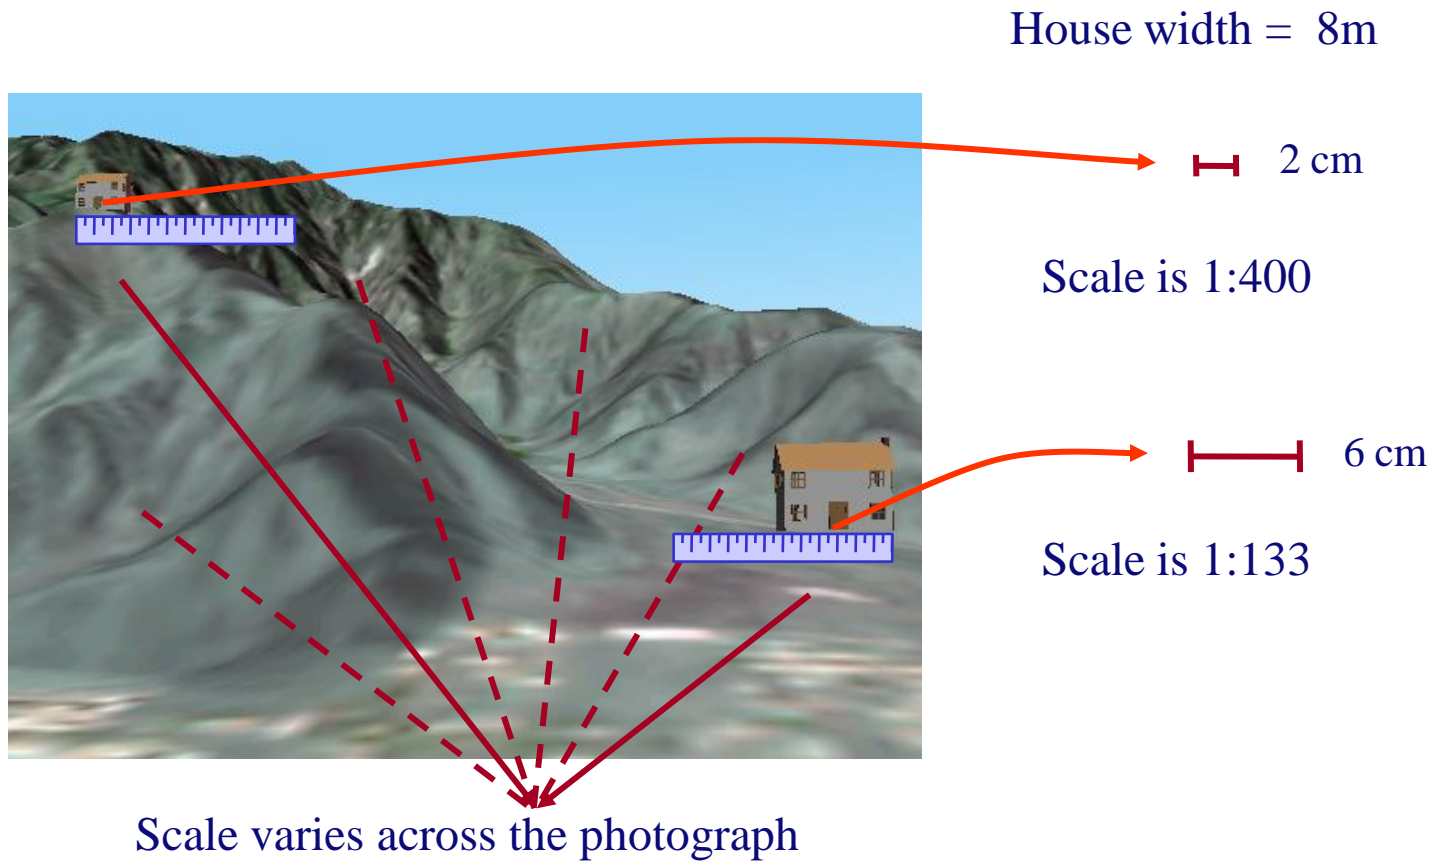 House width = 8m
2 cm
Scale is 1:400
6 cm
Scale is 1:133
Scale varies across the photograph